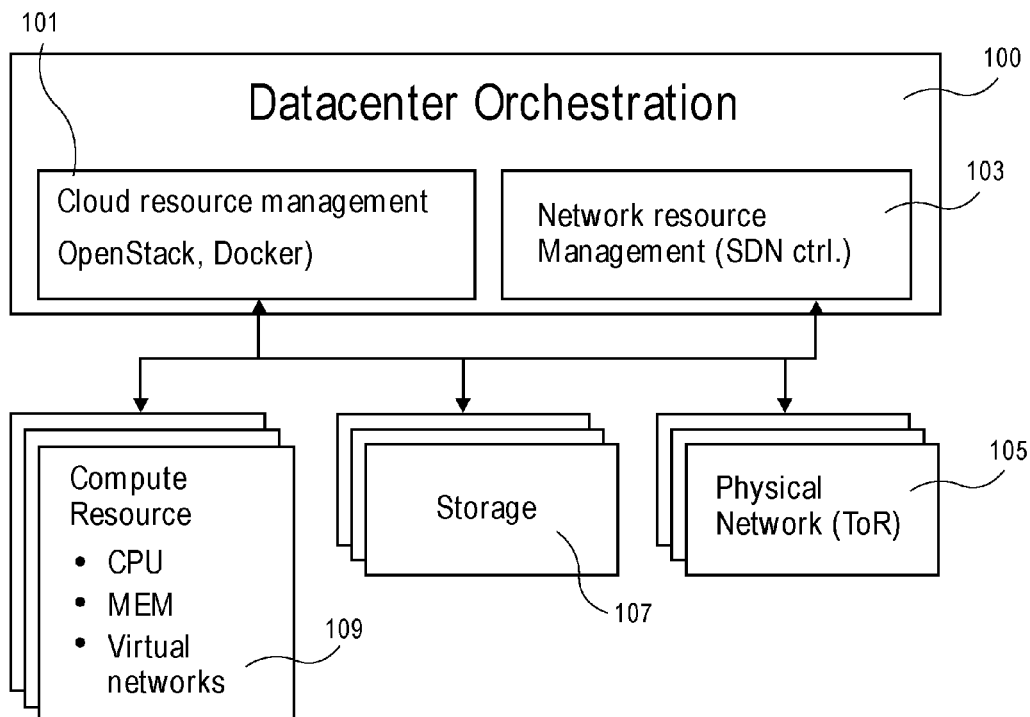 101
100
Datacenter Orchestration
103
Cloud resource management
OpenStack, Docker)
Network resource
Management (SDN ctrl.)
Compute
Resource
• CPU
• MEM
• Virtual
networks
109
Storage
107
Physical
Network (ToR)
105